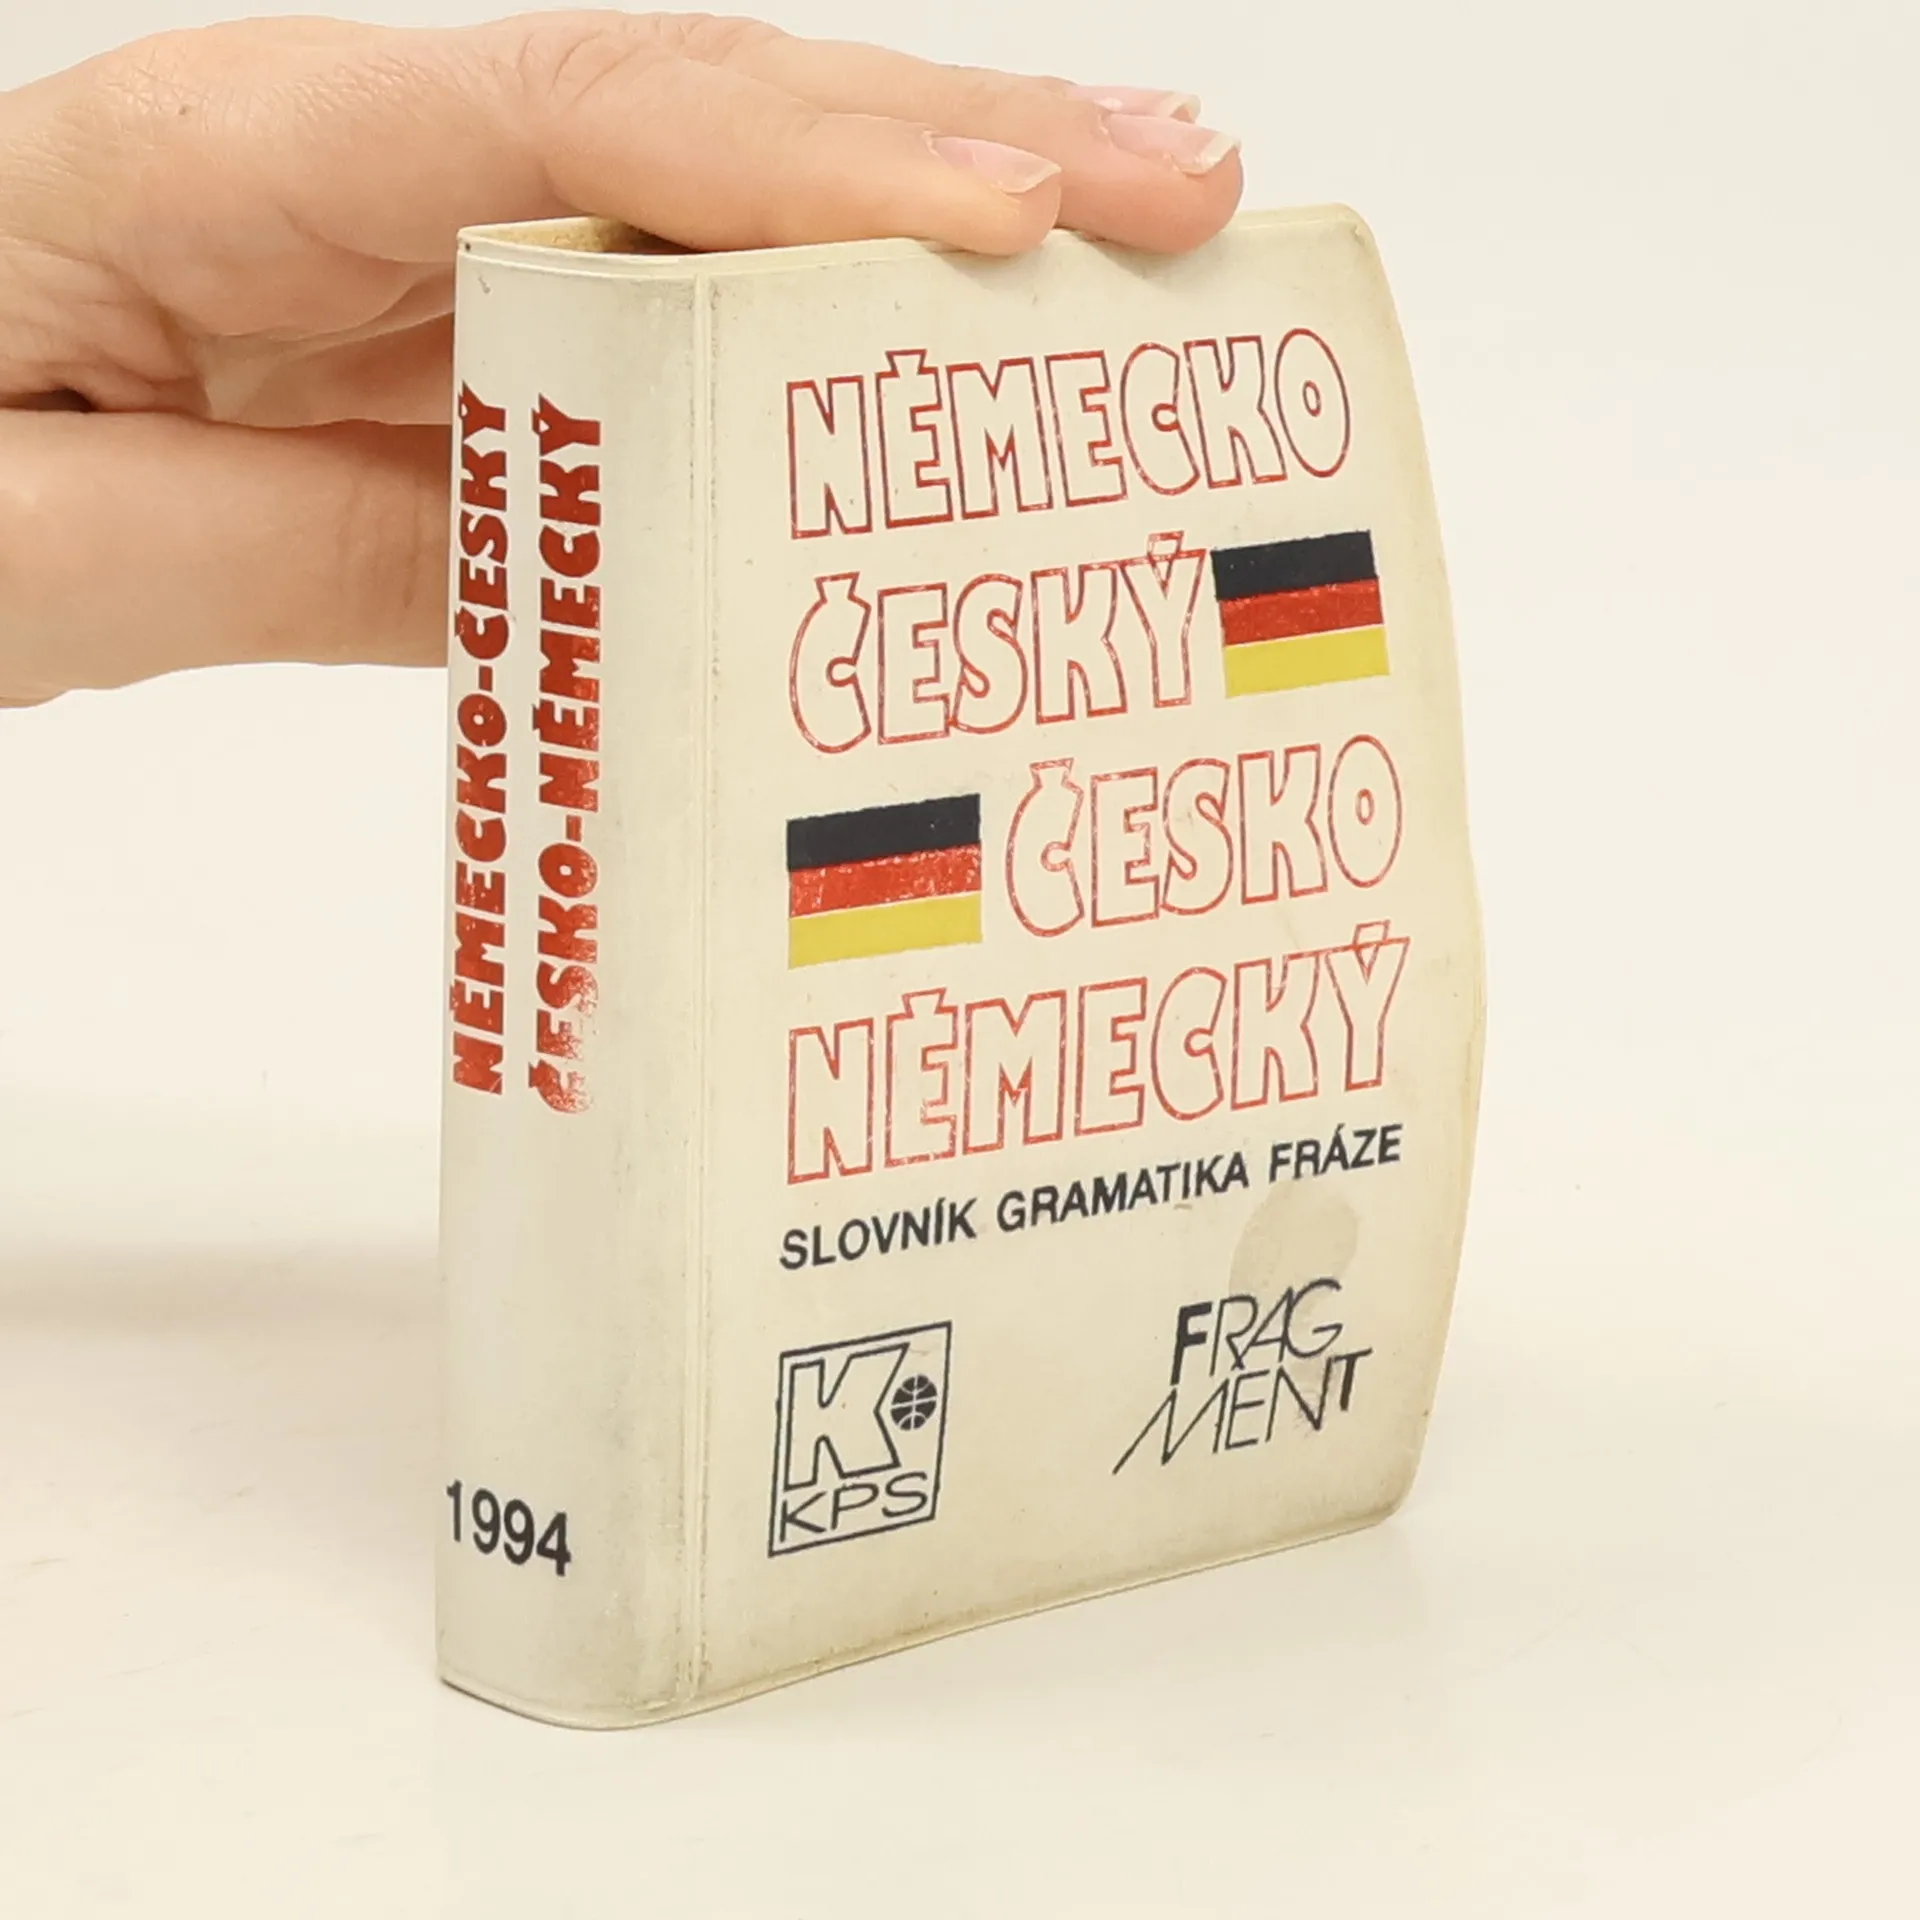 NĚMECKO-ČESKÝ
ČESKO-NĚMECKÝ
1994
NĚMECKO
ČESKÝ
ČESKO
NĚMECKÝ
SLOVNÍK GRAMATIKA FRÁZE
K
KPS
FRAG
MENT